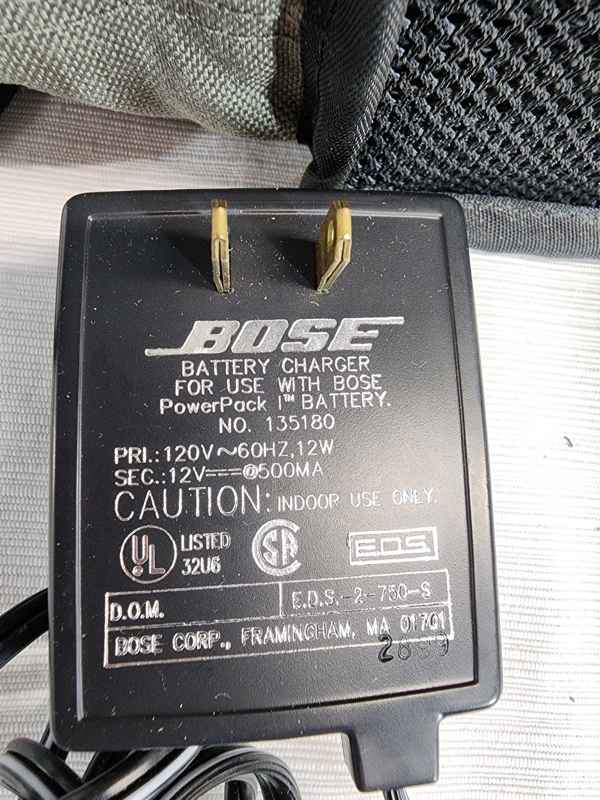 BOSE
BATTERY CHARGER
FOR USE WITH BOSE
PowerPack I™ BATTERY.
NO. 135180
PRI.:120V~60HZ,12W
SEC.:12V⎓@500MA
CAUTION: INDOOR USE ONLY.
UL LISTED 32U6 SA E.D.S.
D.O.M. E.D.S.-2-750-S
BOSE CORP., FRAMINGHAM, MA 01701